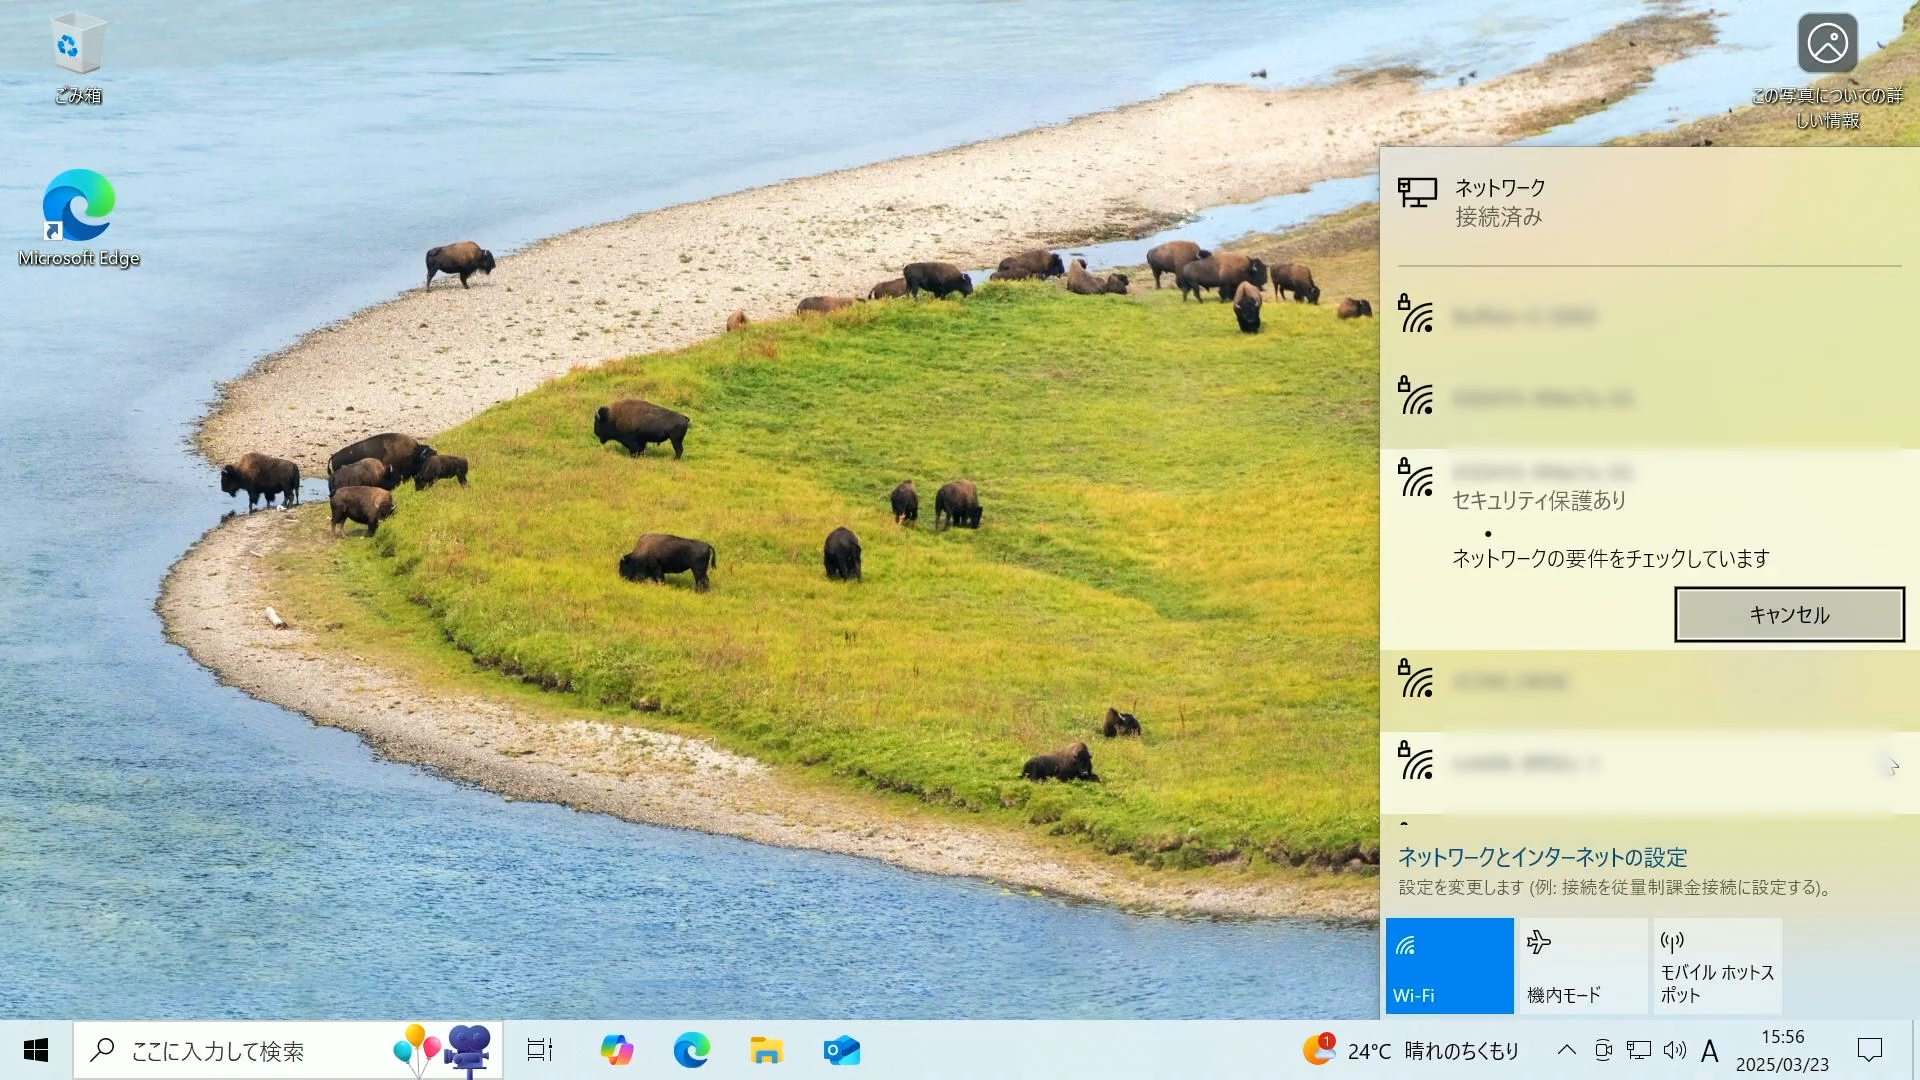 ごみ箱
Microsoft Edge
この写真についての詳
しい情報
ネットワーク
接続済み
セキュリティ保護あり
ネットワークの要件をチェックしています
キャンセル
ネットワークとインターネットの設定
設定を変更します (例: 接続を従量制課金接続に設定する)。
Wi-Fi
機内モード
モバイル ホットス
ポット
ここに入力して検索
1
24°C 晴れのちくもり
A
15:56
2025/03/23